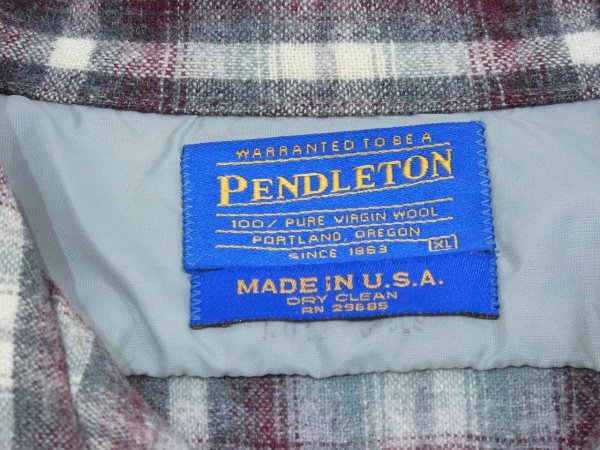 WARRANTED TO BE A
PENDLETON
100% PURE VIRGIN WOOL
PORTLAND, OREGON
SINCE 1863
XL
MADE IN U.S.A.
DRY CLEAN
RN 29685